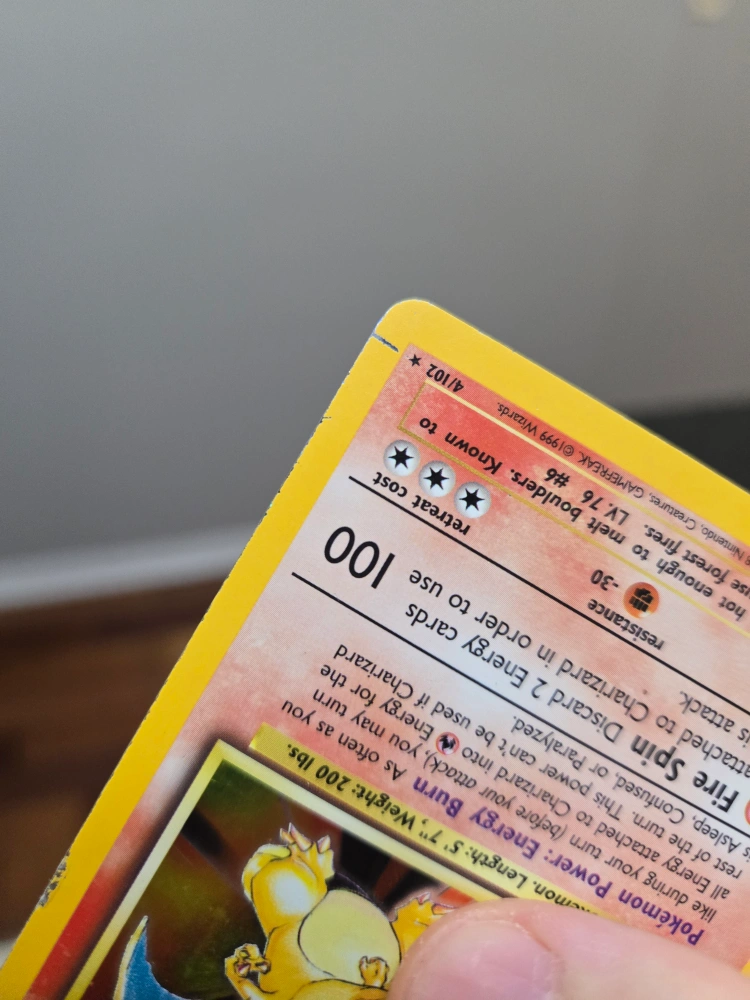 Pokémon. Length: 5' 7", Weight: 200 lbs.
Pokémon Power: Energy Burn As often as you
like during your turn (before your attack) you may turn
all Energy attached to Charizard into Energy for the
rest of the turn. This power can't be used if Charizard
is Asleep, Confused, or Paralyzed.
Fire Spin Discard 2 Energy cards
attached to Charizard in order to use
this attack.
100
resistance
-30
retreat cost
hot enough to melt boulders. Known to
forest fires. LV. 76 #6
Nintendo, Creatures, GAMEFREAK. ©1999 Wizards.
4/102 ★